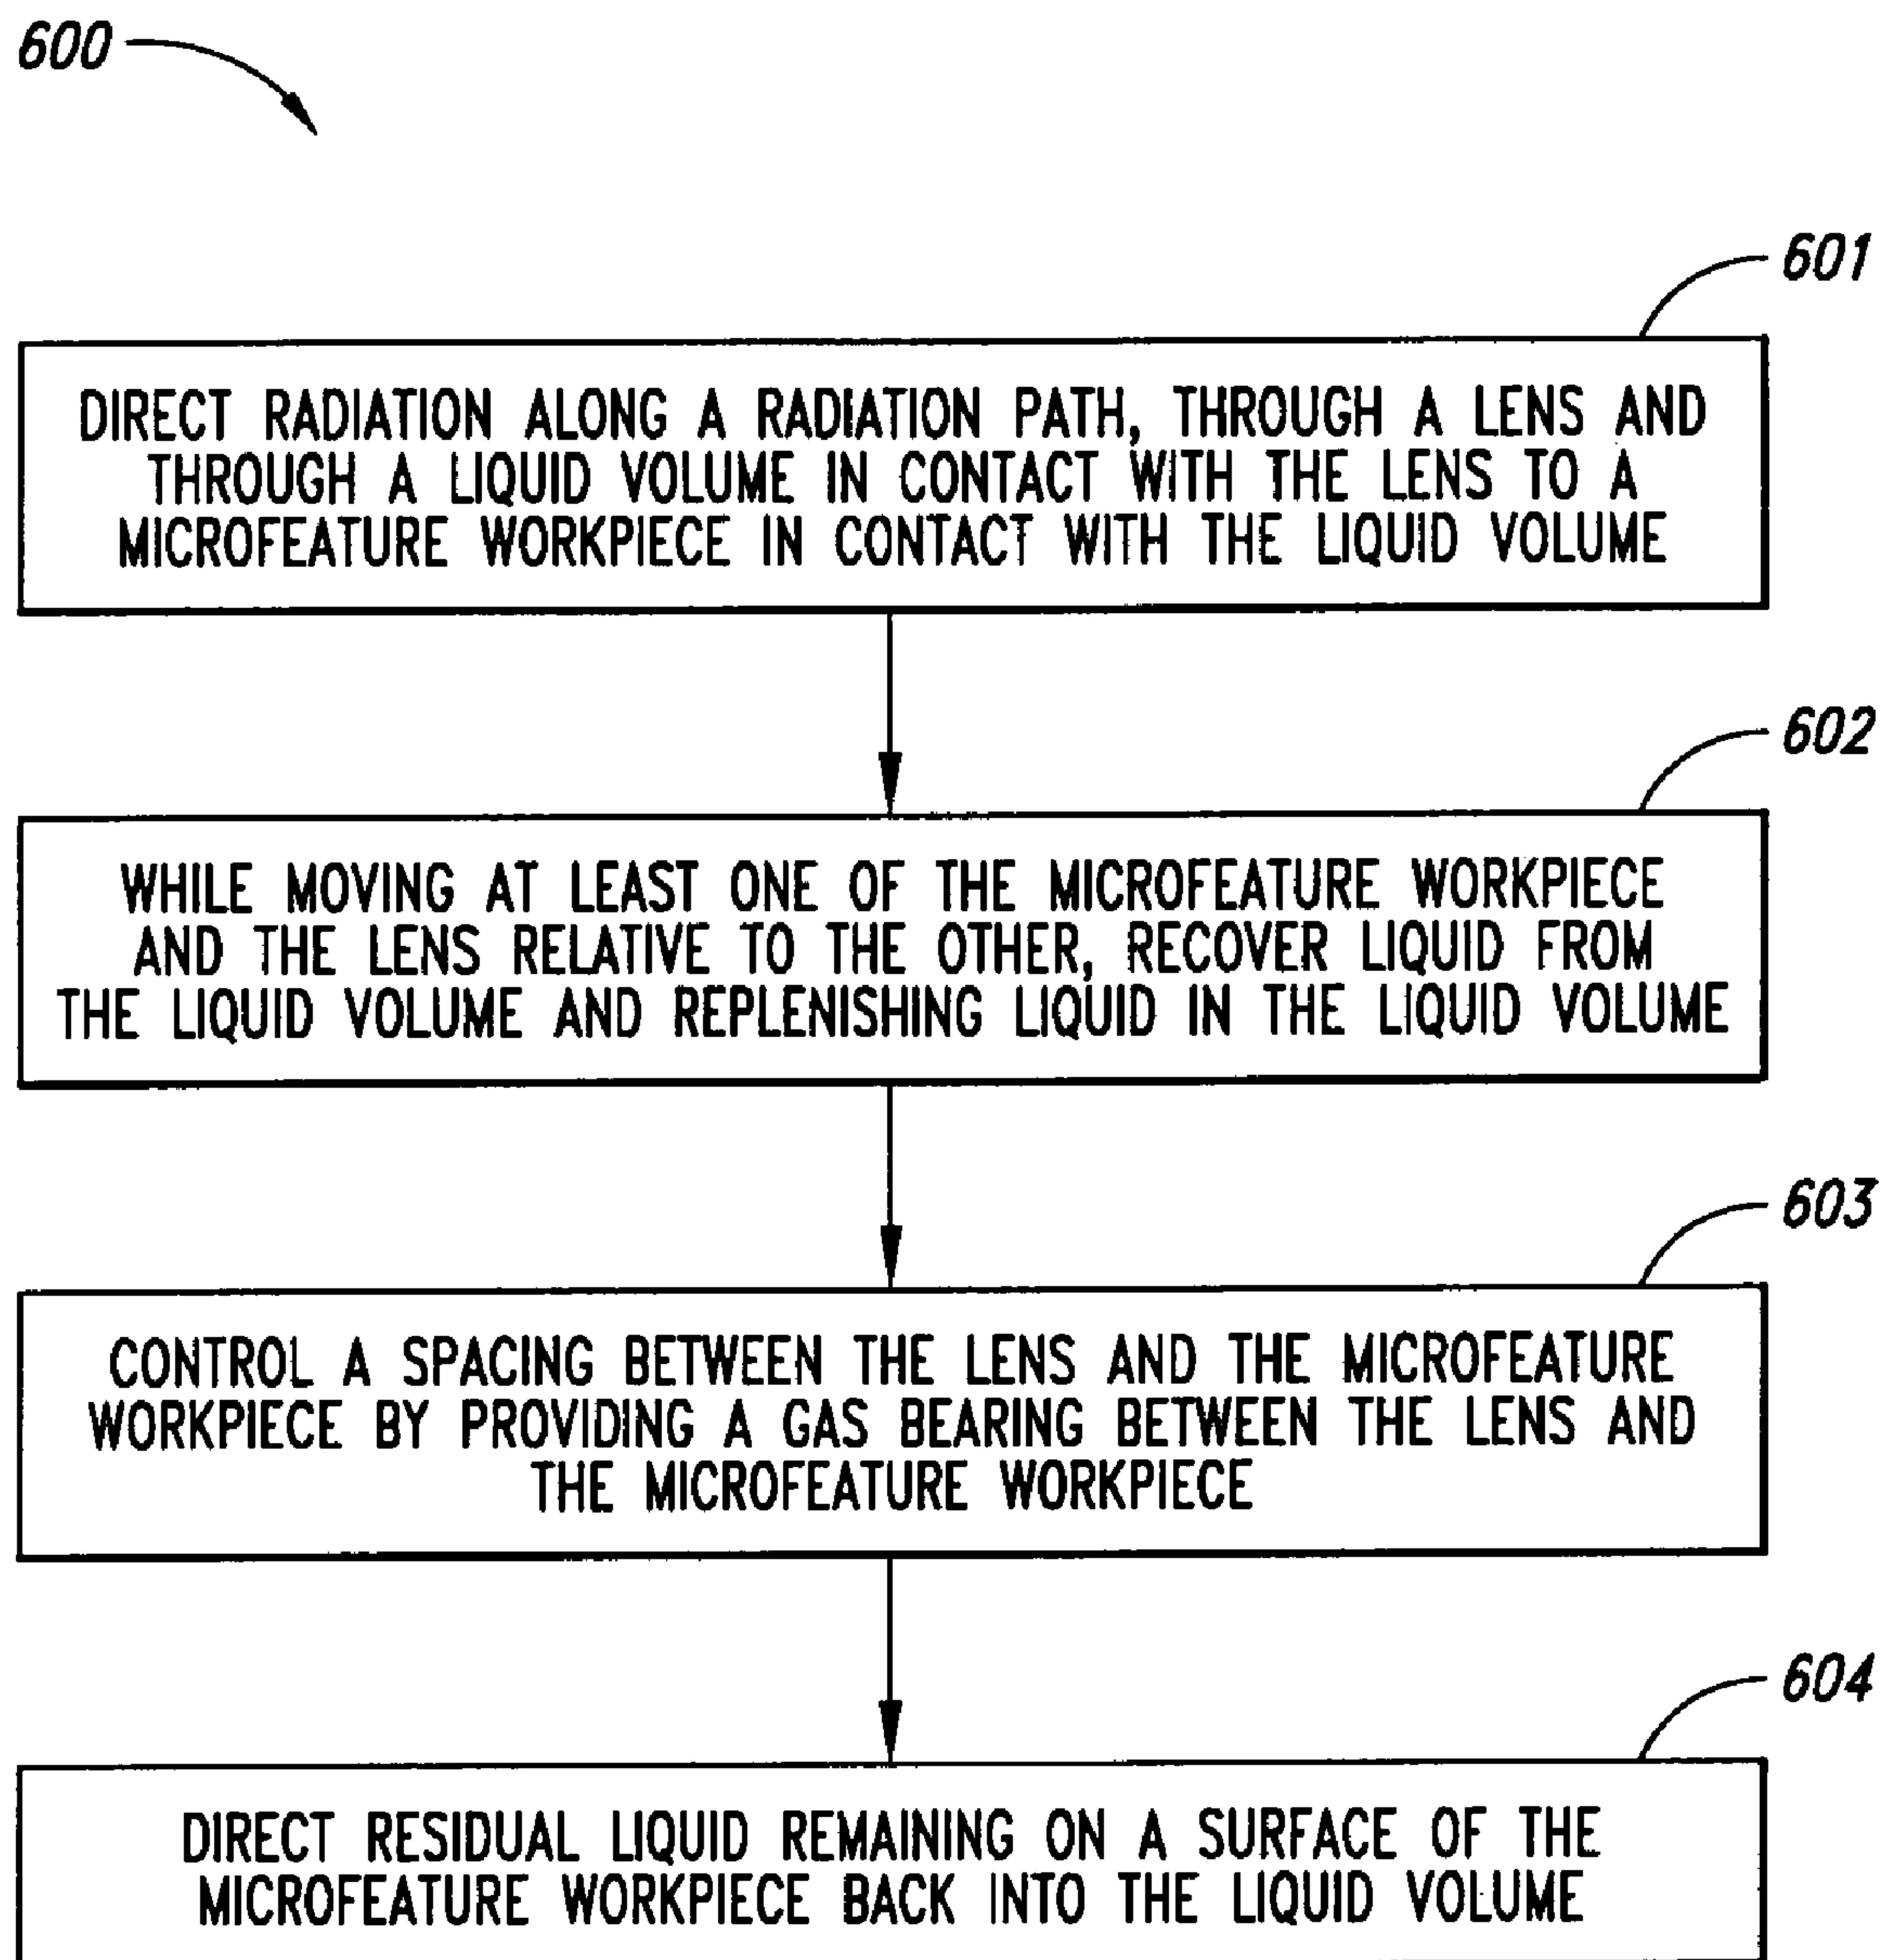 600
601
DIRECT RADIATION ALONG A RADIATION PATH, THROUGH A LENS AND
THROUGH A LIQUID VOLUME IN CONTACT WITH THE LENS TO A
MICROFEATURE WORKPIECE IN CONTACT WITH THE LIQUID VOLUME
602
WHILE MOVING AT LEAST ONE OF THE MICROFEATURE WORKPIECE
AND THE LENS RELATIVE TO THE OTHER, RECOVER LIQUID FROM
THE LIQUID VOLUME AND REPLENISHING LIQUID IN THE LIQUID VOLUME
603
CONTROL A SPACING BETWEEN THE LENS AND THE MICROFEATURE
WORKPIECE BY PROVIDING A GAS BEARING BETWEEN THE LENS AND
THE MICROFEATURE WORKPIECE
604
DIRECT RESIDUAL LIQUID REMAINING ON A SURFACE OF THE
MICROFEATURE WORKPIECE BACK INTO THE LIQUID VOLUME